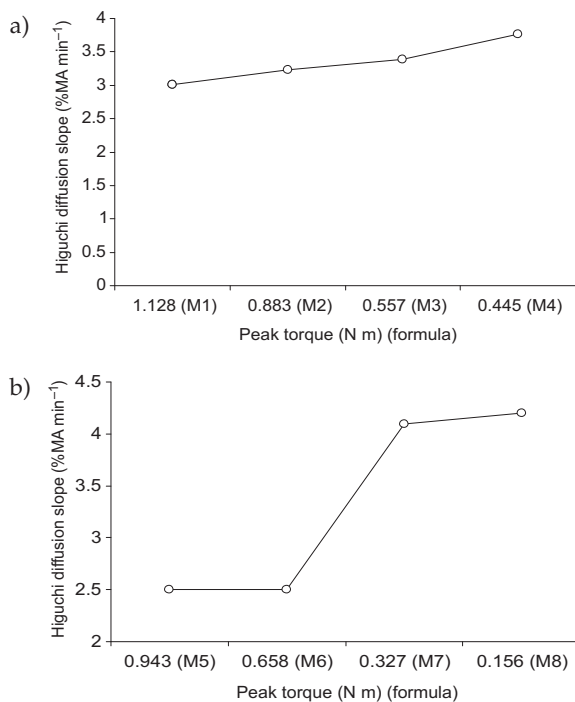 a)
Higuchi diffusion slope (%MA min⁻¹)
4
3.5
3
2.5
2
1.5
1
0.5
0
1.128 (M1) 0.883 (M2) 0.557 (M3) 0.445 (M4)
Peak torque (N m) (formula)
b)
Higuchi diffusion slope (%MA min⁻¹)
4.5
4
3.5
3
2.5
2
0.943 (M5) 0.658 (M6) 0.327 (M7) 0.156 (M8)
Peak torque (N m) (formula)